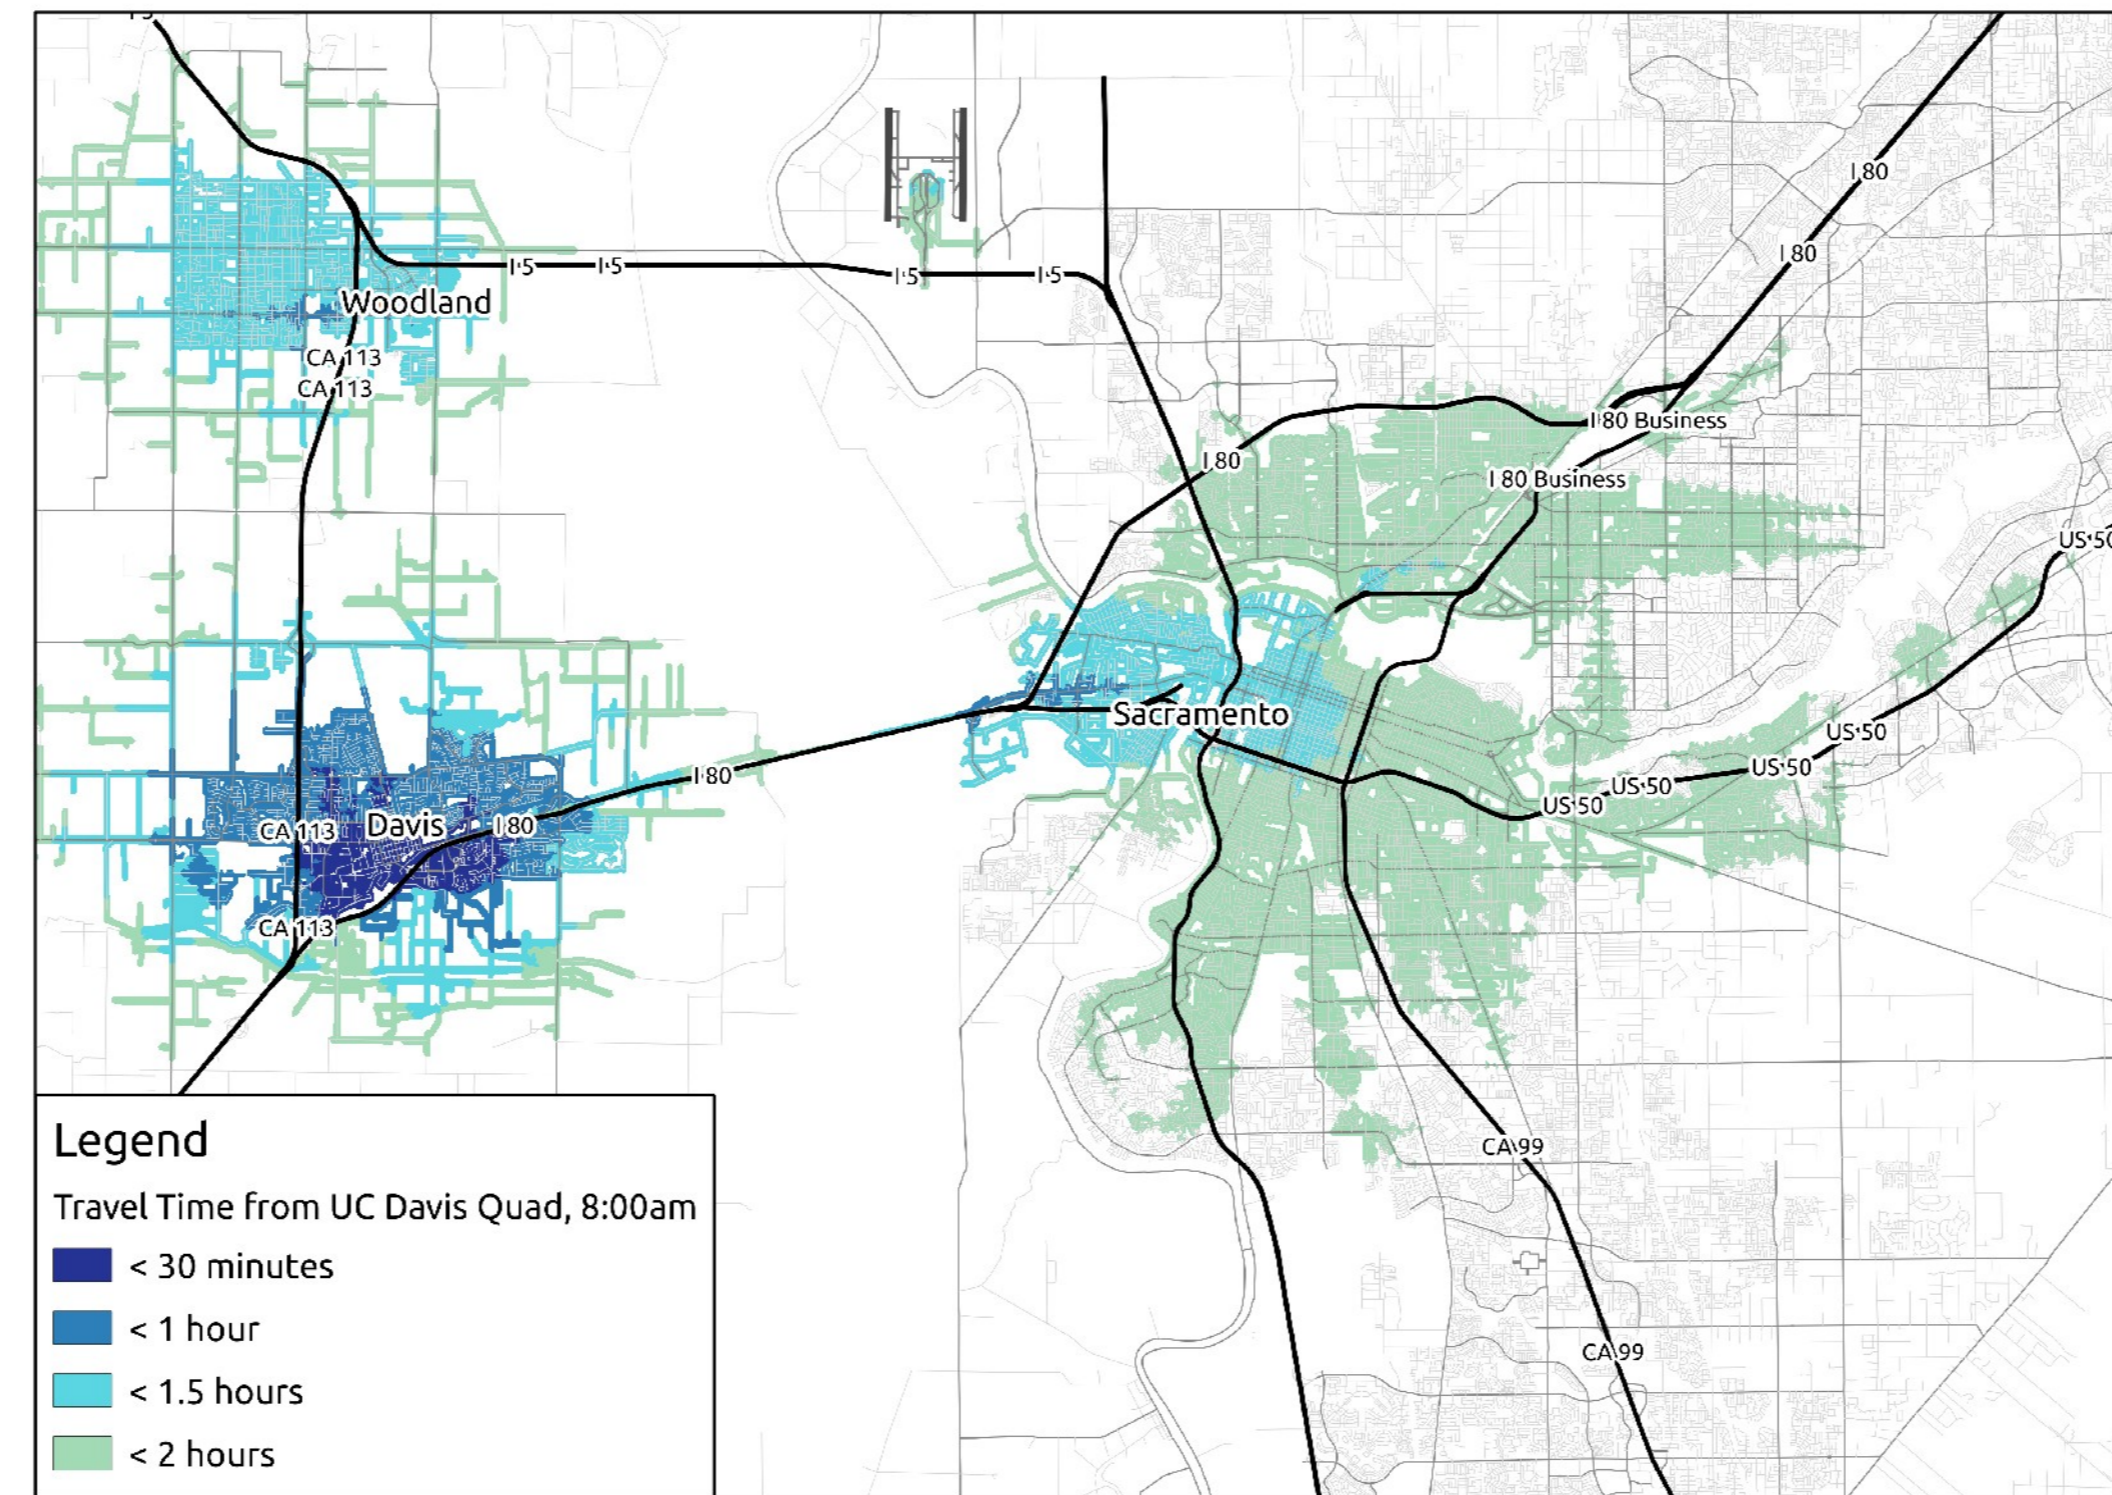 I 80
I 80
I-5
I-5
I-5
I-5
Woodland
CA 113
CA 113
I 80 Business
I 80
I 80 Business
US 50
Sacramento
US 50
US 50
I 80
US 50
US 50
CA 113
Davis
I 80
CA 113
CA 99
CA 99
Legend
Travel Time from UC Davis Quad, 8:00am
< 30 minutes
< 1 hour
< 1.5 hours
< 2 hours